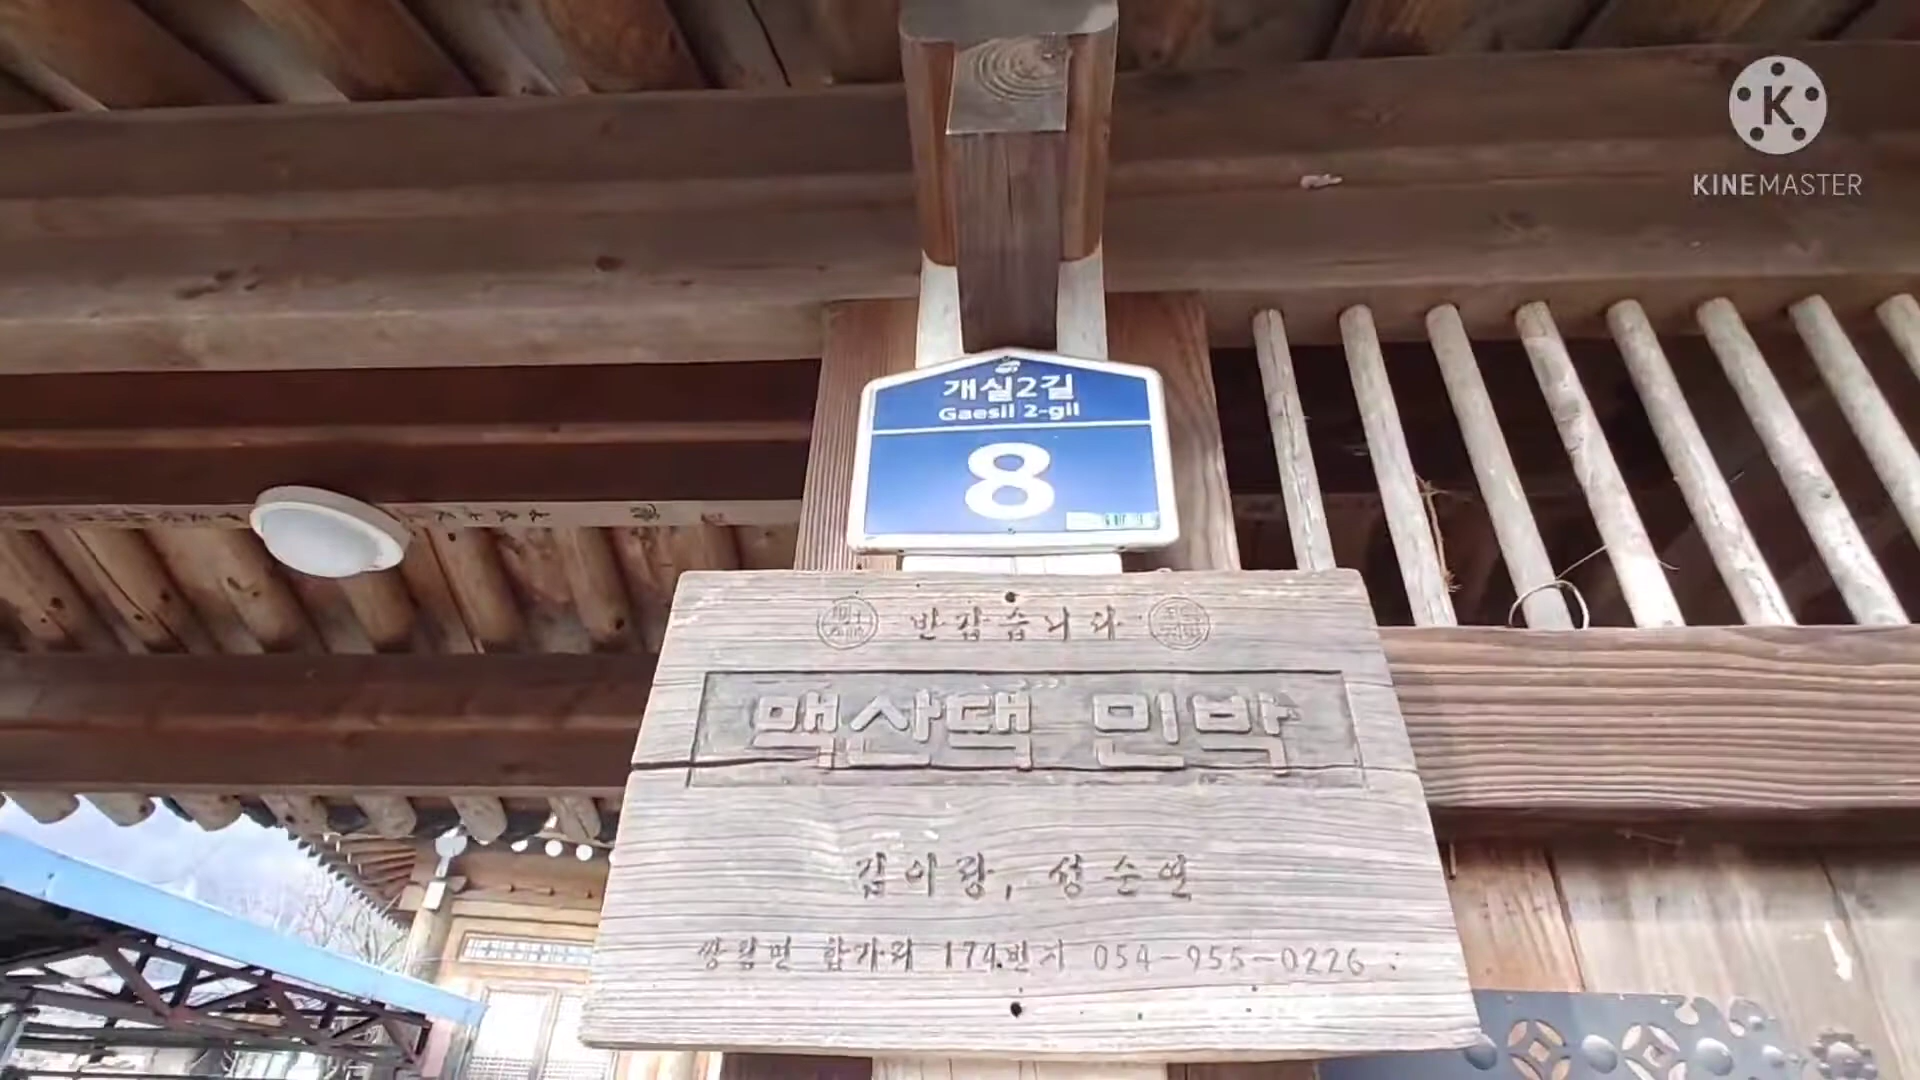 K
KINEMASTER
개실2길
Gaesil 2-gil
8
반갑습니다
맥산댁 민박
김이랑, 성순연
쌍림면 합가리 174번지 054-955-0226